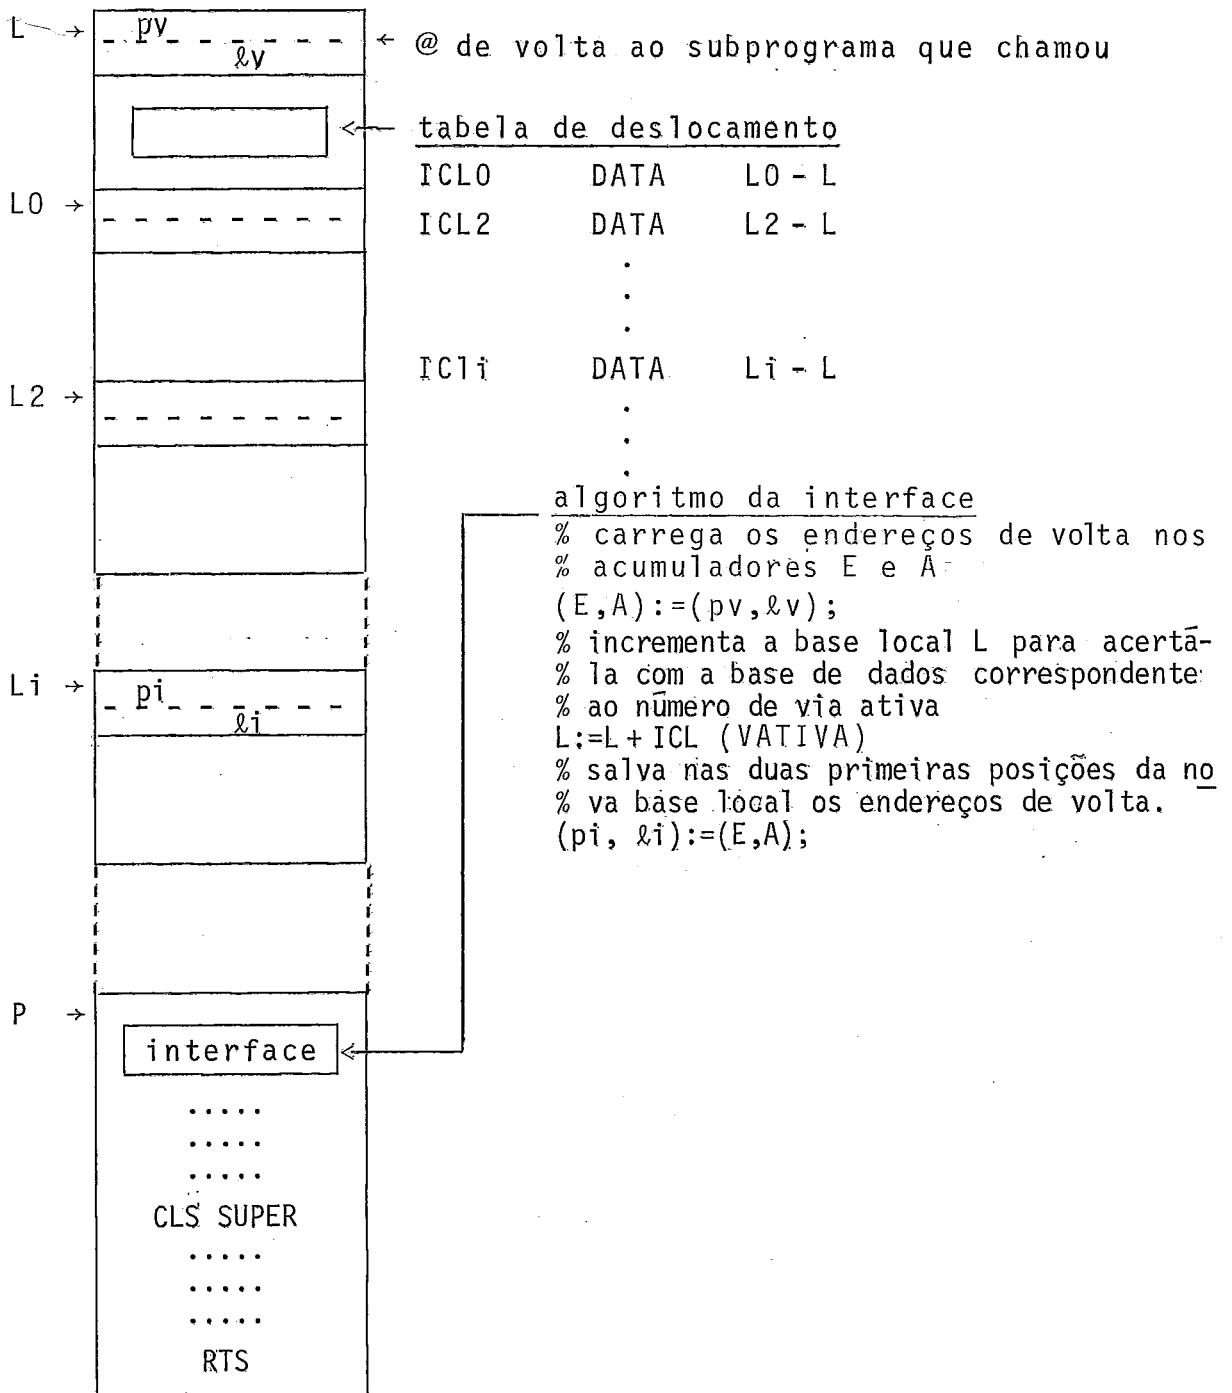 L → pv
ℓv
← @ de volta ao subprograma que chamou
tabela de deslocamento
ICL0 DATA L0 - L
L0 →
ICL2 DATA L2 - L
.
.
.
ICli DATA Li - L
L2 →
.
.
.
algoritmo da interface
% carrega os endereços de volta nos
% acumuladores E e A
(E,A):=(pv,ℓv);
% incrementa a base local L para acertā-
% la com a base de dados correspondente
% ao nūmero de via ativa
L:=L+ICL (VATIVA)
% salva nas duas primeiras posições da no
% va base local os endereços de volta.
(pi, ℓi):=(E,A);
Li → pi
ℓi
P →
interface
.....
.....
.....
CLS SUPER
.....
.....
.....
RTS